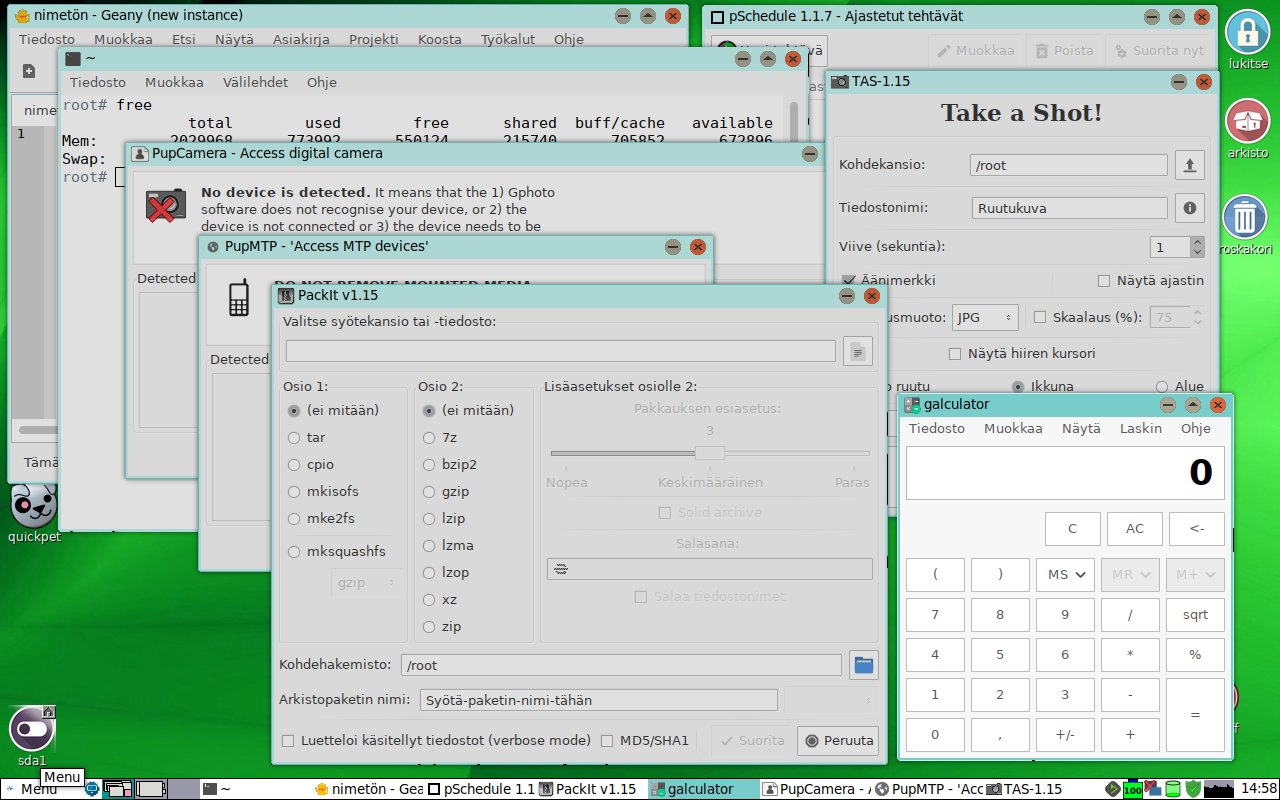 nimetön - Geany (new instance)
Tiedosto Muokkaa Etsi Näytä Asiakirja Projekti Koosta Työkalut Ohje
1
~
Tiedosto Muokkaa Välilehdet Ohje
root# free
total used free shared buff/cache available
Mem: 2029968 773992 550124 215740 705852 672896
Swap:
root#
pSchedule 1.1.7 - Ajastetut tehtävät
Muokkaa Poista Suorita nyt
PupCamera - Access digital camera
No device is detected. It means that the 1) Gphoto
software does not recognise your device, or 2) the
device is not connected or 3) the device needs to be
Detected
PupMTP - 'Access MTP devices'
DO NOT REMOVE MOUNTED MEDIA
Detected
TAS-1.15
Take a Shot!
Kohdekansio: /root
Tiedostonimi: Ruutukuva
Viive (sekuntia): 1
Äänimerkki Näytä ajastin
JPG Skaalaus (%): 75
Näytä hiiren kursori
ruutu Ikkuna Alue
PackIt v1.15
Valitse syötekansio tai -tiedosto:
Osio 1:
(ei mitään)
tar
cpio
mkisofs
mke2fs
mksquashfs
gzip
Osio 2:
(ei mitään)
7z
bzip2
gzip
lzip
lzma
lzop
xz
zip
Lisäasetukset osiolle 2:
Pakkauksen esiasetus:
3
Nopea Keskimääräinen Paras
Solid archive
Salasana:
Salaa tiedostonimet
Kohdehakemisto: /root
Arkistopaketin nimi: Syötä-paketin-nimi-tähän
Luetteloi käsitellyt tiedostot (verbose mode) MD5/SHA1 Suorita Peruuta
galculator
Tiedosto Muokkaa Näytä Laskin Ohje
0
C AC <-
( ) MS MR M+
7 8 9 / sqrt
4 5 6 * %
1 2 3 - =
0 , +/- +
lukitse
arkisto
roskakori
quickpet
sda1
Menu
Menu ~ nimetön - Gea pSchedule 1.1 PackIt v1.15 galculator PupCamera - PupMTP - 'Acc TAS-1.15 100 14:58